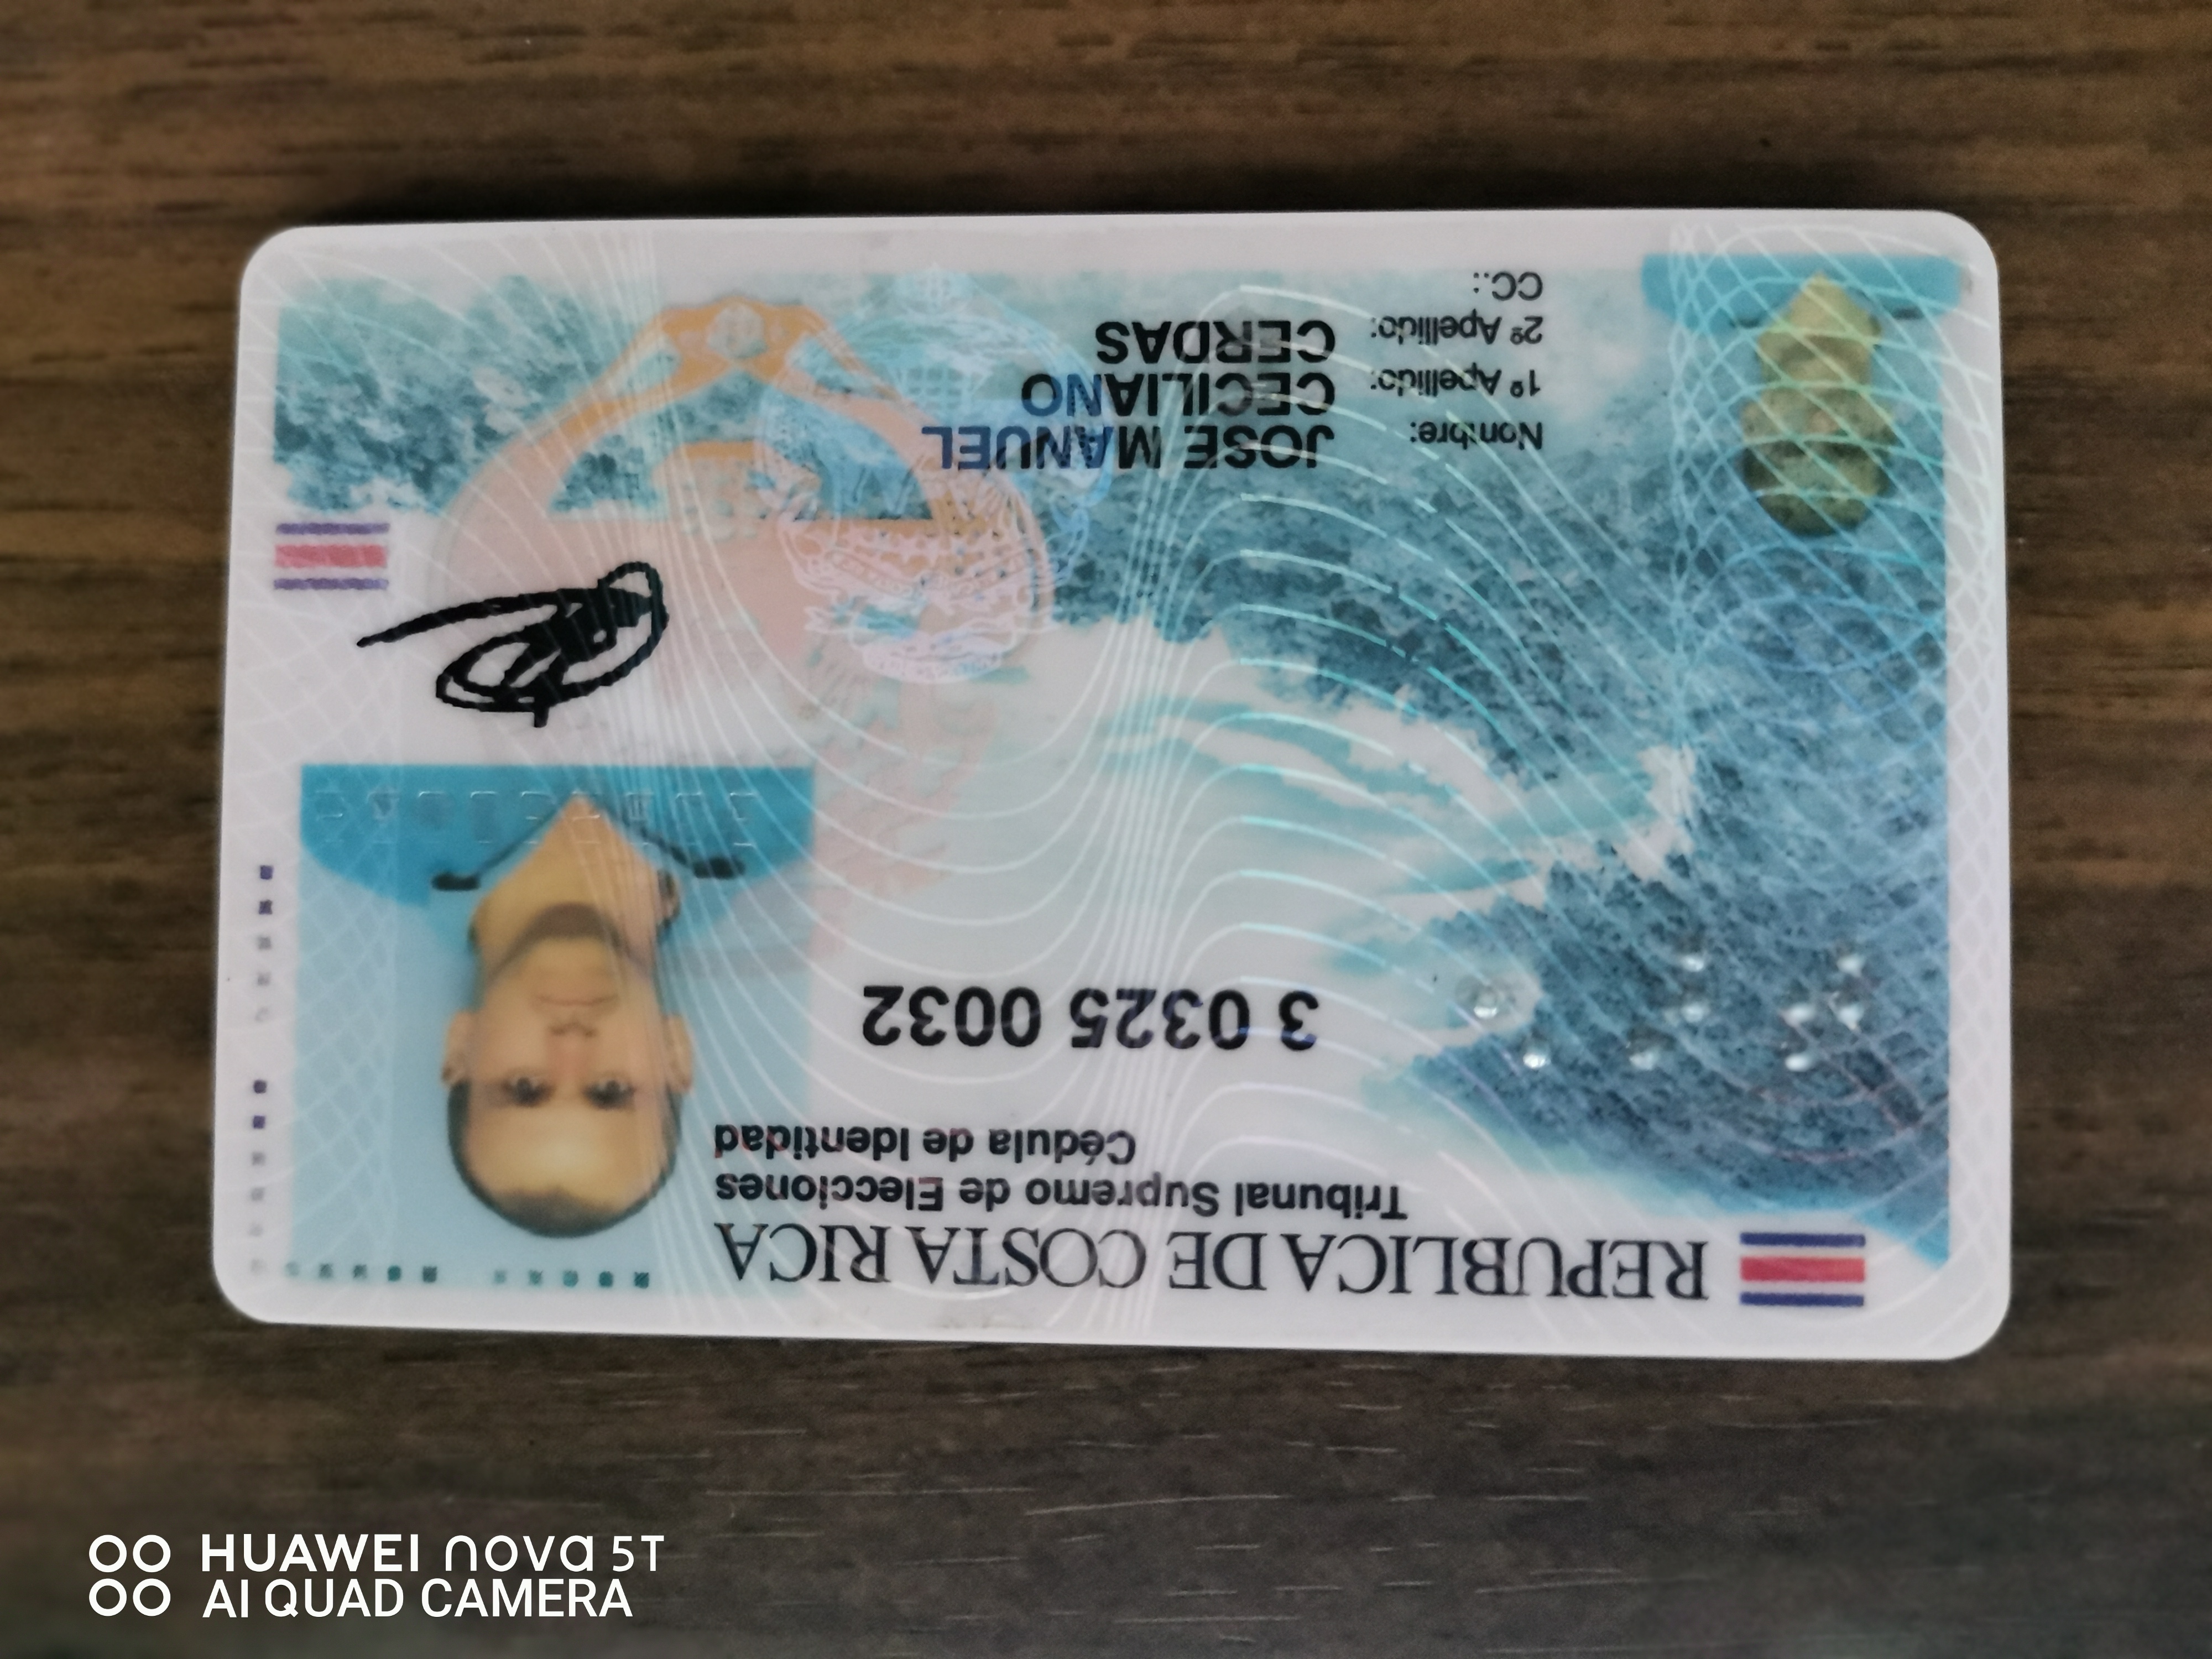 REPUBLICA DE COSTA RICA
Tribunal Supremo de Elecciones
Cédula de Identidad
3 0325 0032
Nombre: JOSE MANUEL
1º Apellido: CECILIANO
2º Apellido: CERDAS
CC.:
HUAWEI nova 5T
AI QUAD CAMERA